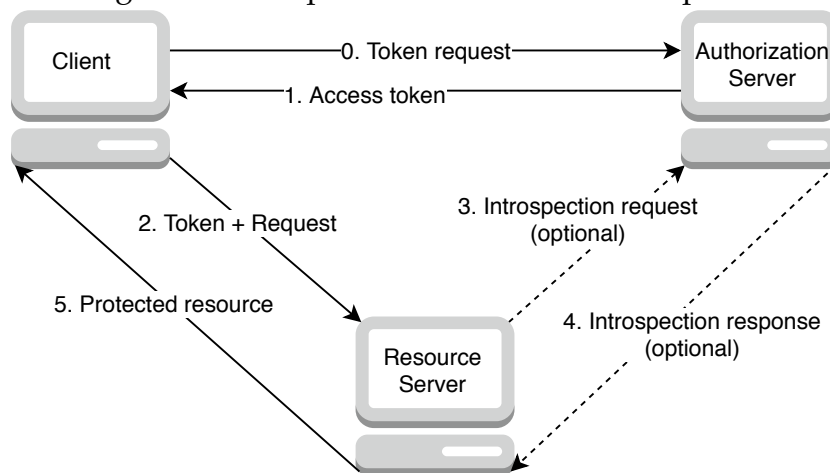 Client
0. Token request
Authorization
Server
1. Access token
2. Token + Request
3. Introspection request
(optional)
5. Protected resource
4. Introspection response
(optional)
Resource
Server